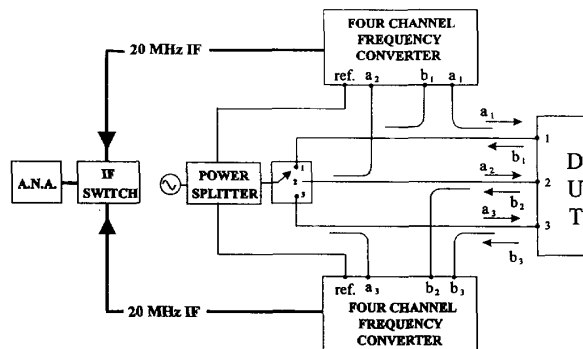 FOUR CHANNEL
FREQUENCY
CONVERTER
20 MHz IF
ref. a2 b1 a1
a1
1
b1
A.N.A.
IF
SWITCH
POWER
SPLITTER
1
2
3
a2
2
b2
a3
3
b3
D
U
T
ref. a3 b2 b3
20 MHz IF
FOUR CHANNEL
FREQUENCY
CONVERTER